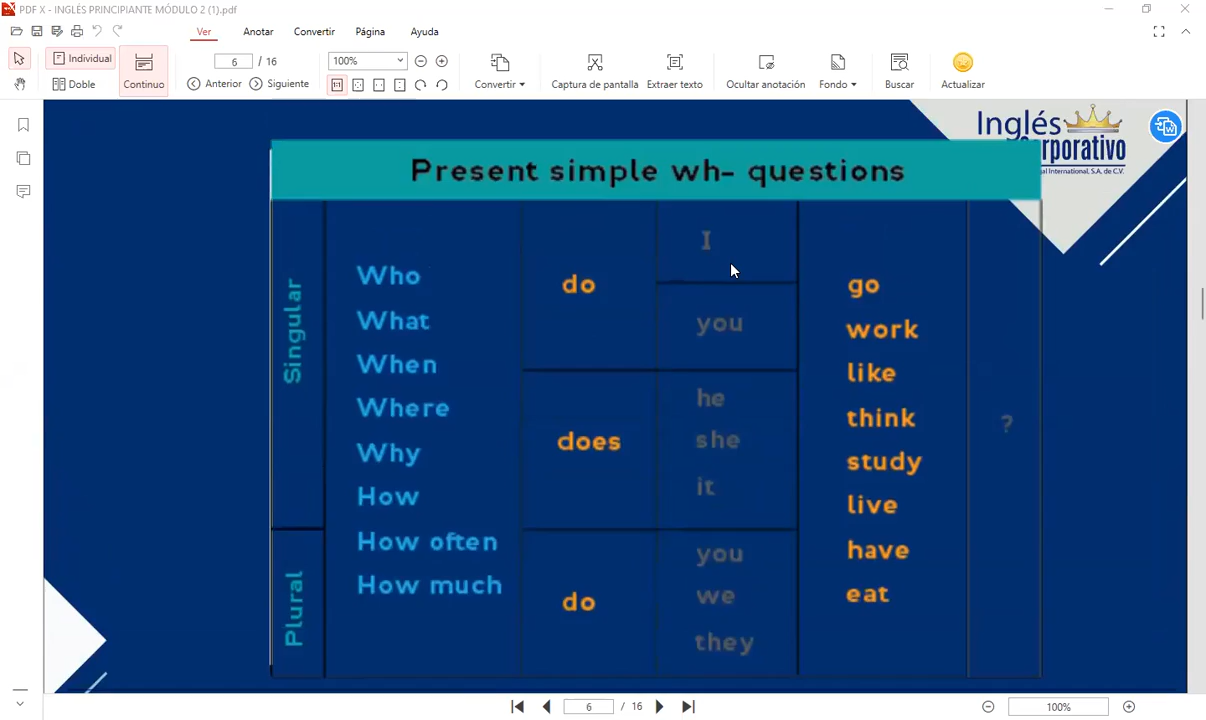 PDF X - INGLÉS PRINCIPIANTE MÓDULO 2 (1).pdf
Ver Anotar Convertir Página Ayuda
Individual
Doble
Continuo
6 / 16
Anterior Siguiente
100%
Convertir
Captura de pantalla
Extraer texto
Ocultar anotación
Fondo
Buscar
Actualizar
Inglés
Corporativo
al International, S.A. de C.V.
Present simple wh- questions
Singular
Plural
Who
What
When
Where
Why
How
How often
How much
do
does
do
I
you
he
she
it
you
we
they
go
work
like
think
study
live
have
eat
?
6 / 16
100%